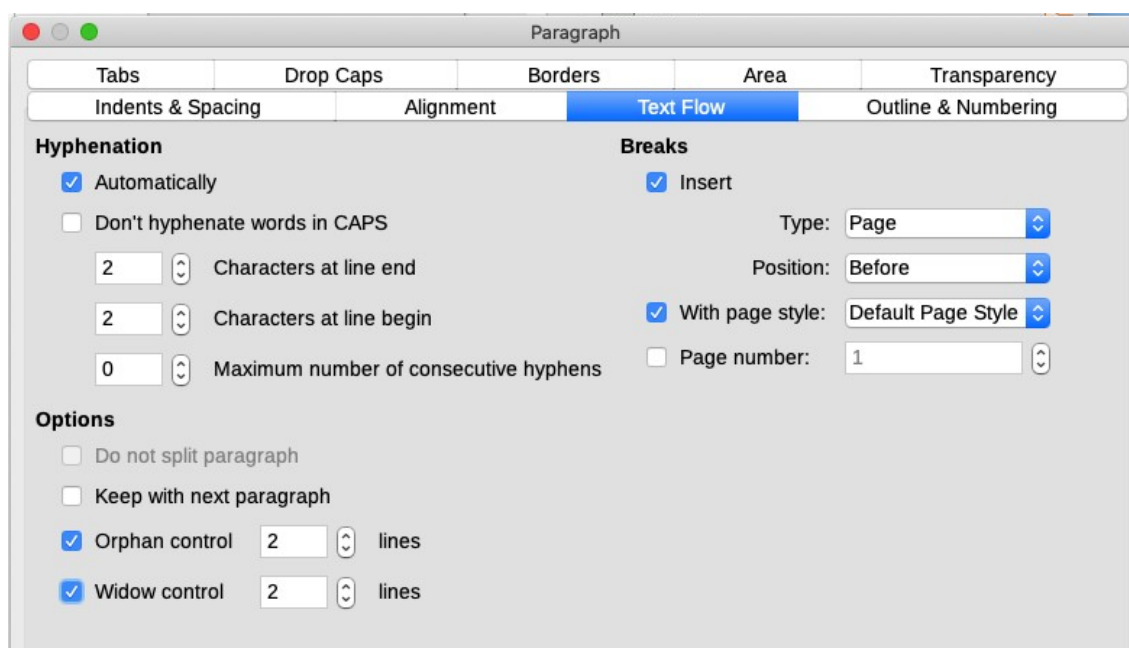 Paragraph
Tabs Drop Caps Borders Area Transparency
Indents & Spacing Alignment Text Flow Outline & Numbering
Hyphenation
Automatically
Don't hyphenate words in CAPS
2 Characters at line end
2 Characters at line begin
0 Maximum number of consecutive hyphens
Options
Do not split paragraph
Keep with next paragraph
Orphan control 2 lines
Widow control 2 lines
Breaks
Insert
Type: Page
Position: Before
With page style: Default Page Style
Page number: 1